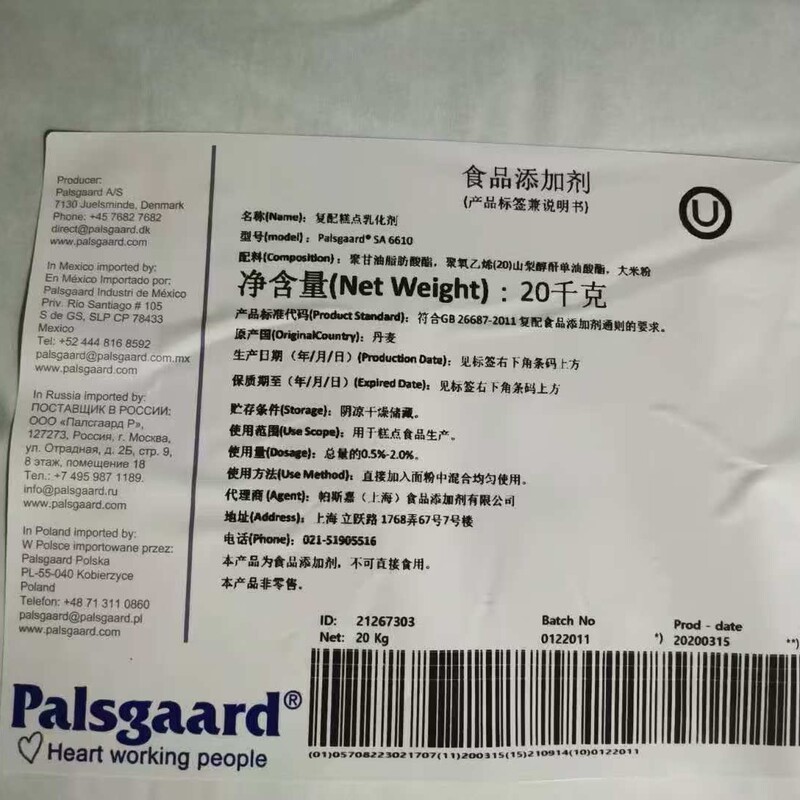 Producer:
Palsgaard A/S
7130 Juelsminde, Denmark
Phone: +45 7682 7682
direct@palsgaard.dk
www.palsgaard.com
In Mexico imported by:
En México Importado por:
Palsgaard Industri de México
Priv. Rio Santiago # 105
S de GS, SLP CP 78433
Mexico
Tel: +52 444 816 8592
palsgaard@palsgaard.com.mx
www.palsgaard.com
In Russia imported by:
ПОСТАВЩИК В РОССИИ:
ООО «Палсгаард Р»,
127273, Россия, г. Москва,
ул. Отрадная, д. 2Б, стр. 9,
8 этаж, помещение 18
Тел.: +7 495 987 1189.
info@palsgaard.ru
www.palsgaard.com
In Poland imported by:
W Polsce importowane przez:
Palsgaard Polska
PL-55-040 Kobierzyce
Poland
Telefon: +48 71 311 0860
palsgaard@palsgaard.pl
www.palsgaard.com
食品添加剂
(产品标签兼说明书)
U
名称(Name): 复配糕点乳化剂
型号(model): Palsgaard® SA 6610
配料(Composition): 聚甘油脂肪酸酯, 聚氧乙烯(20)山梨醇酐单油酸酯, 大米粉
净含量(Net Weight) : 20千克
产品标准代码(Product Standard): 符合GB 26687-2011 复配食品添加剂通则的要求。
原产国(OriginalCountry): 丹麦
生产日期 (年/月/日) (Production Date): 见标签右下角条码上方
保质期至 (年/月/日) (Expired Date): 见标签右下角条码上方
贮存条件(Storage): 阴凉干燥储藏。
使用范围(Use Scope): 用于糕点食品生产。
使用量(Dosage): 总量的0.5%-2.0%。
使用方法(Use Method): 直接加入面粉中混合均匀使用。
代理商 (Agent): 帕斯嘉 (上海) 食品添加剂有限公司
地址(Address): 上海 立跃路 1768弄67号7号楼
电话(Phone): 021-51905516
本产品为食品添加剂, 不可直接食用。
本产品非零售。
ID: 21267303 Batch No Prod - date
Net: 20 Kg 0122011 *) 20200315 **)
(01)05708223021707(11)200315(15)210914(10)0122011
Palsgaard®
Heart working people